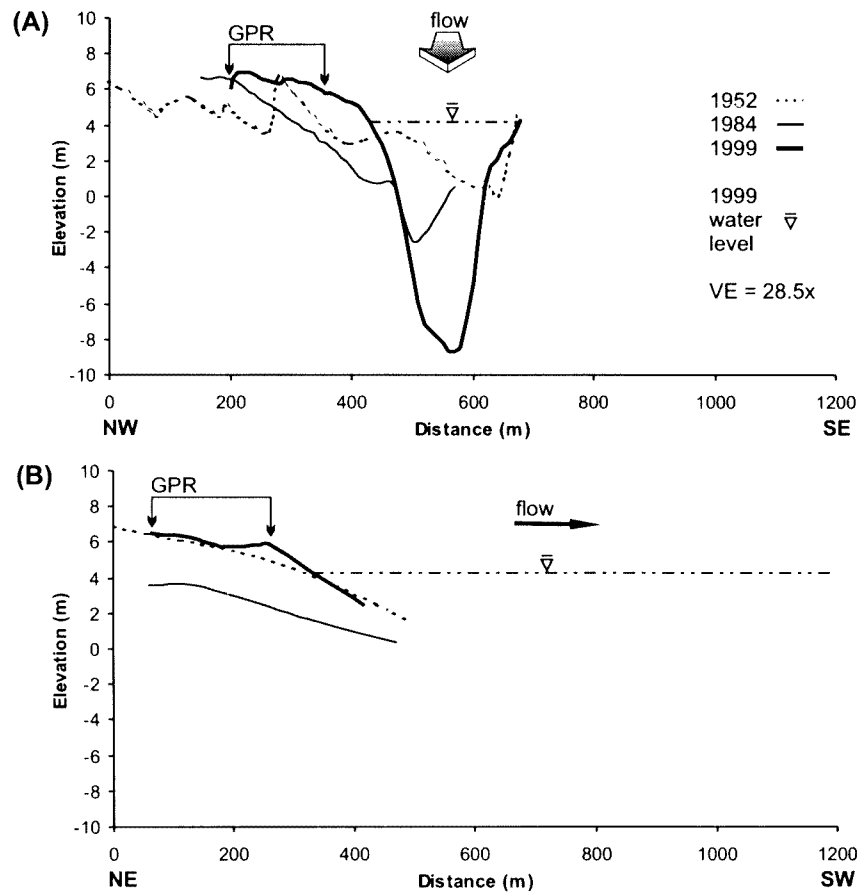 (A)
GPR
flow
10
8
6
4
2
0
-2
-4
-6
-8
-10
Elevation (m)
1952
1984
1999
1999
water
level
VE = 28.5x
0
200
400
600
800
1000
1200
NW
Distance (m)
SE
(B)
GPR
flow
10
8
6
4
2
0
-2
-4
-6
-8
-10
Elevation (m)
0
200
400
600
800
1000
1200
NE
Distance (m)
SW